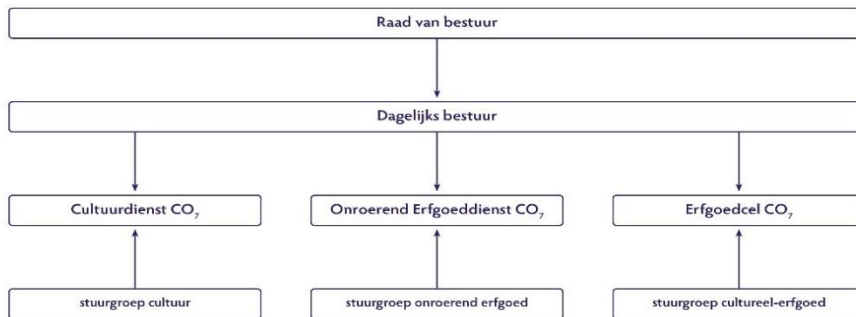 Raad van bestuur
Dagelijks bestuur
Cultuurdienst CO₇
Onroerend Erfgoeddienst CO₇
Erfgoedcel CO₇
stuurgroep cultuur
stuurgroep onroerend erfgoed
stuurgroep cultureel-erfgoed